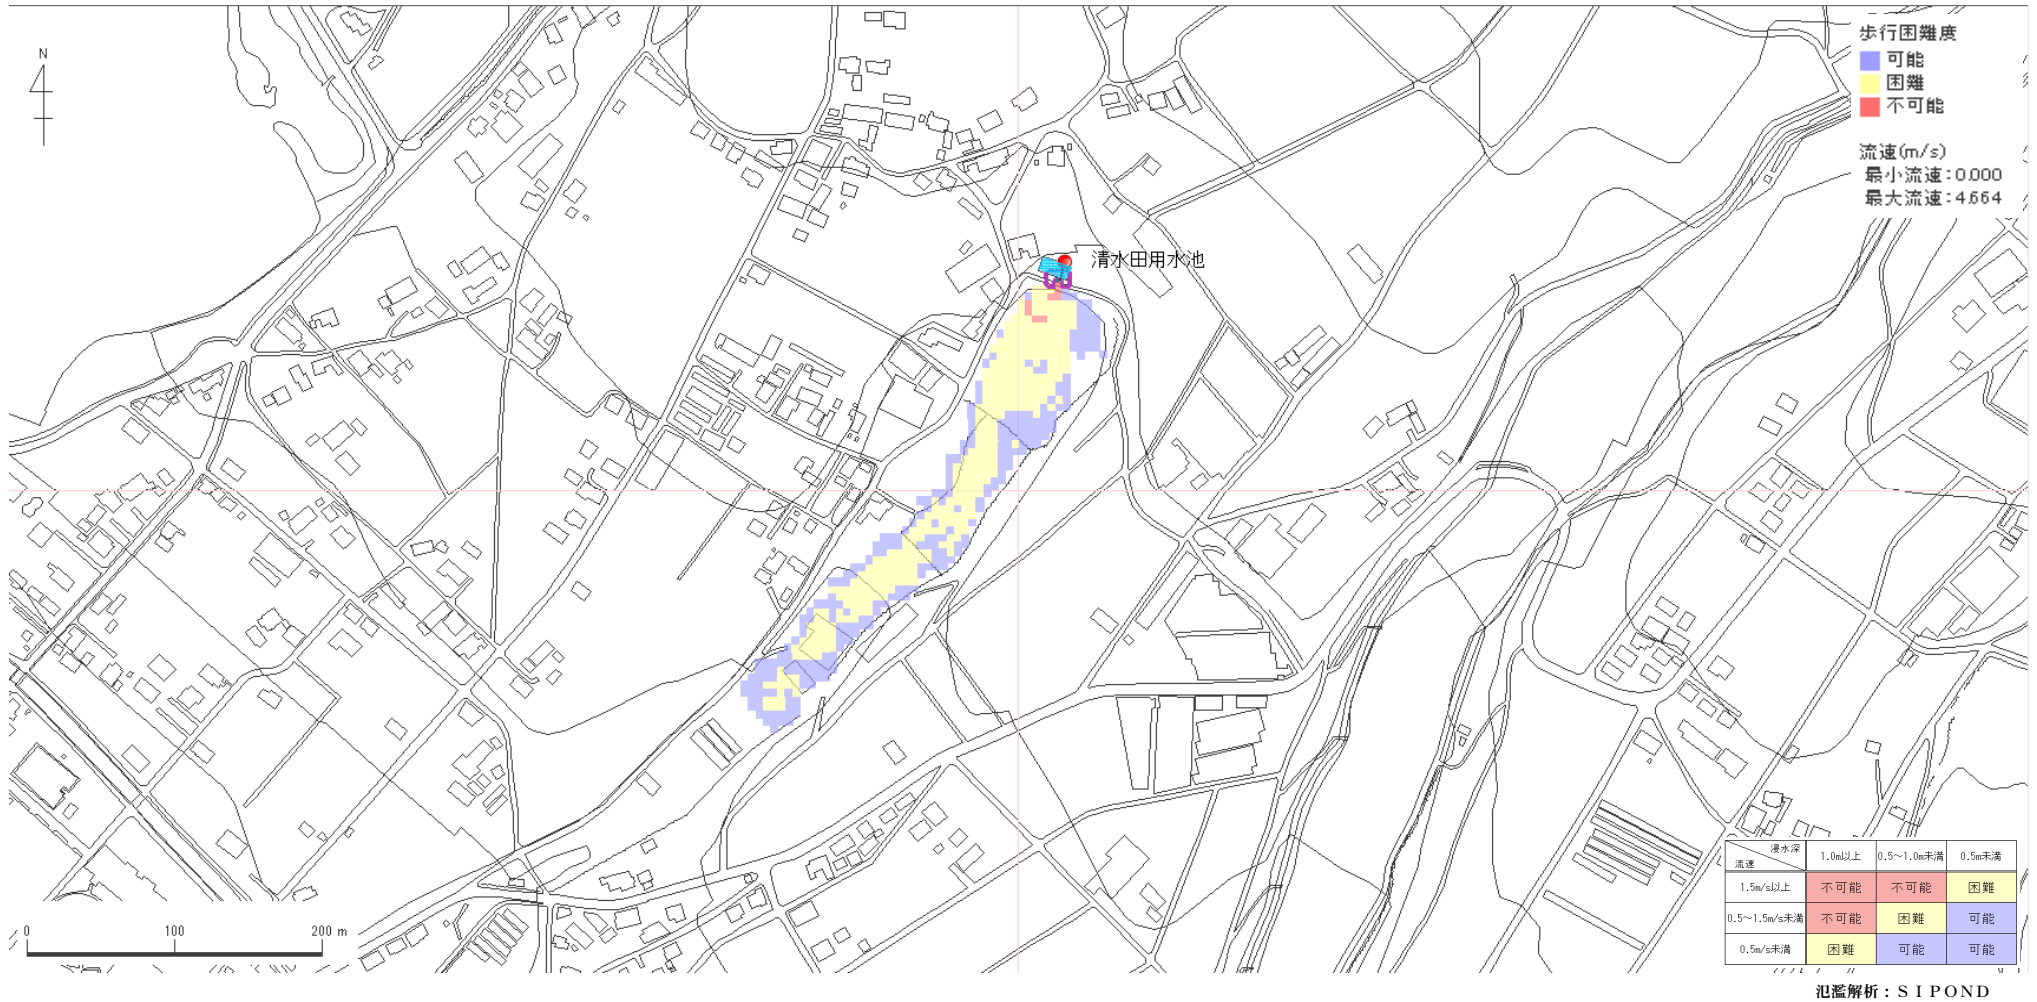 N
歩行困難度
可能
困難
不可能
流速(m/s)
最小流速:0.000
最大流速:4.664
清水田用水池
0 100 200 m
浸水深
流速
1.0m以上 0.5~1.0m未満 0.5m未満
1.5m/s以上 不可能 不可能 困難
0.5~1.5m/s未満 不可能 困難 可能
0.5m/s未満 困難 可能 可能
氾濫解析:SIPOND